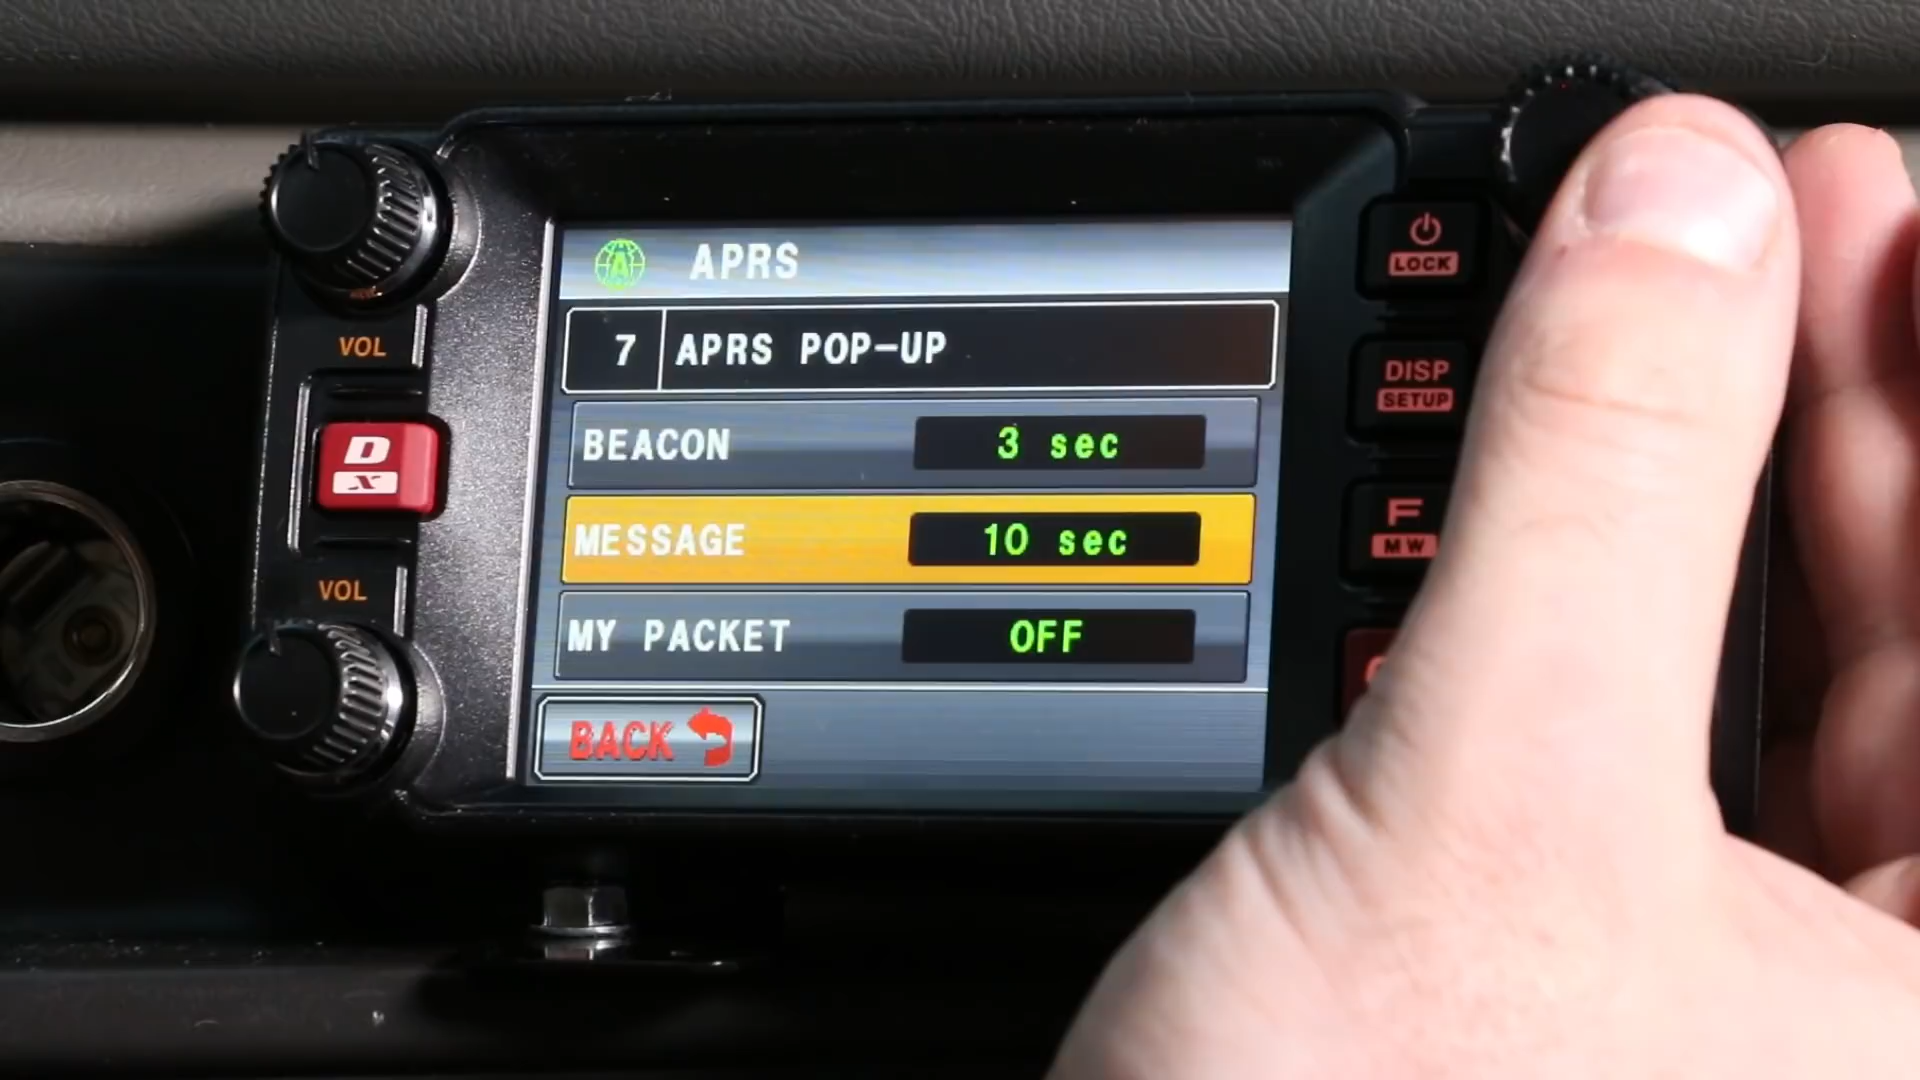 APRS
7 APRS POP-UP
BEACON 3 sec
MESSAGE 10 sec
MY PACKET OFF
BACK
VOL
D
X
VOL
LOCK
DISP
SETUP
F
MW